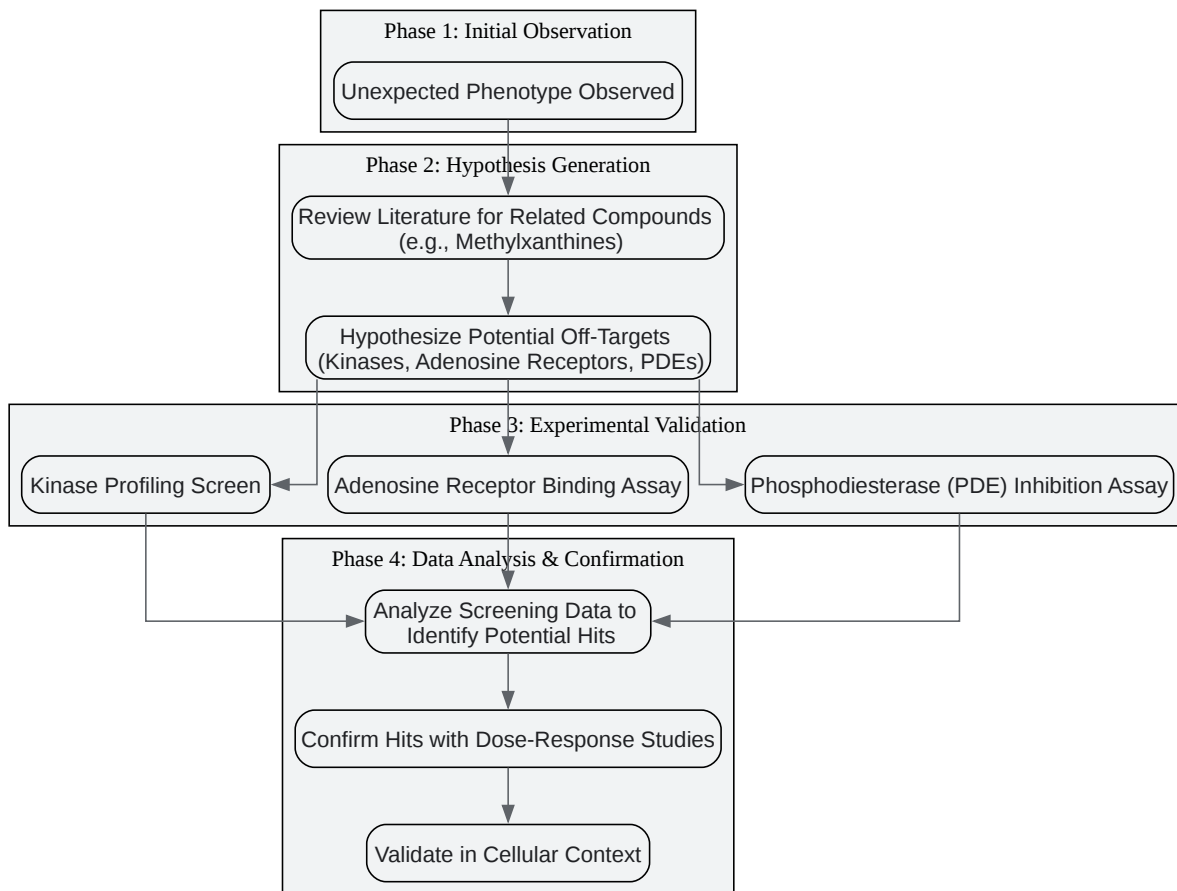 Phase 1: Initial Observation
Unexpected Phenotype Observed
Phase 2: Hypothesis Generation
Review Literature for Related Compounds
(e.g., Methylxanthines)
Hypothesize Potential Off-Targets
(Kinases, Adenosine Receptors, PDEs)
Phase 3: Experimental Validation
Kinase Profiling Screen
Adenosine Receptor Binding Assay
Phosphodiesterase (PDE) Inhibition Assay
Phase 4: Data Analysis & Confirmation
Analyze Screening Data to
Identify Potential Hits
Confirm Hits with Dose-Response Studies
Validate in Cellular Context